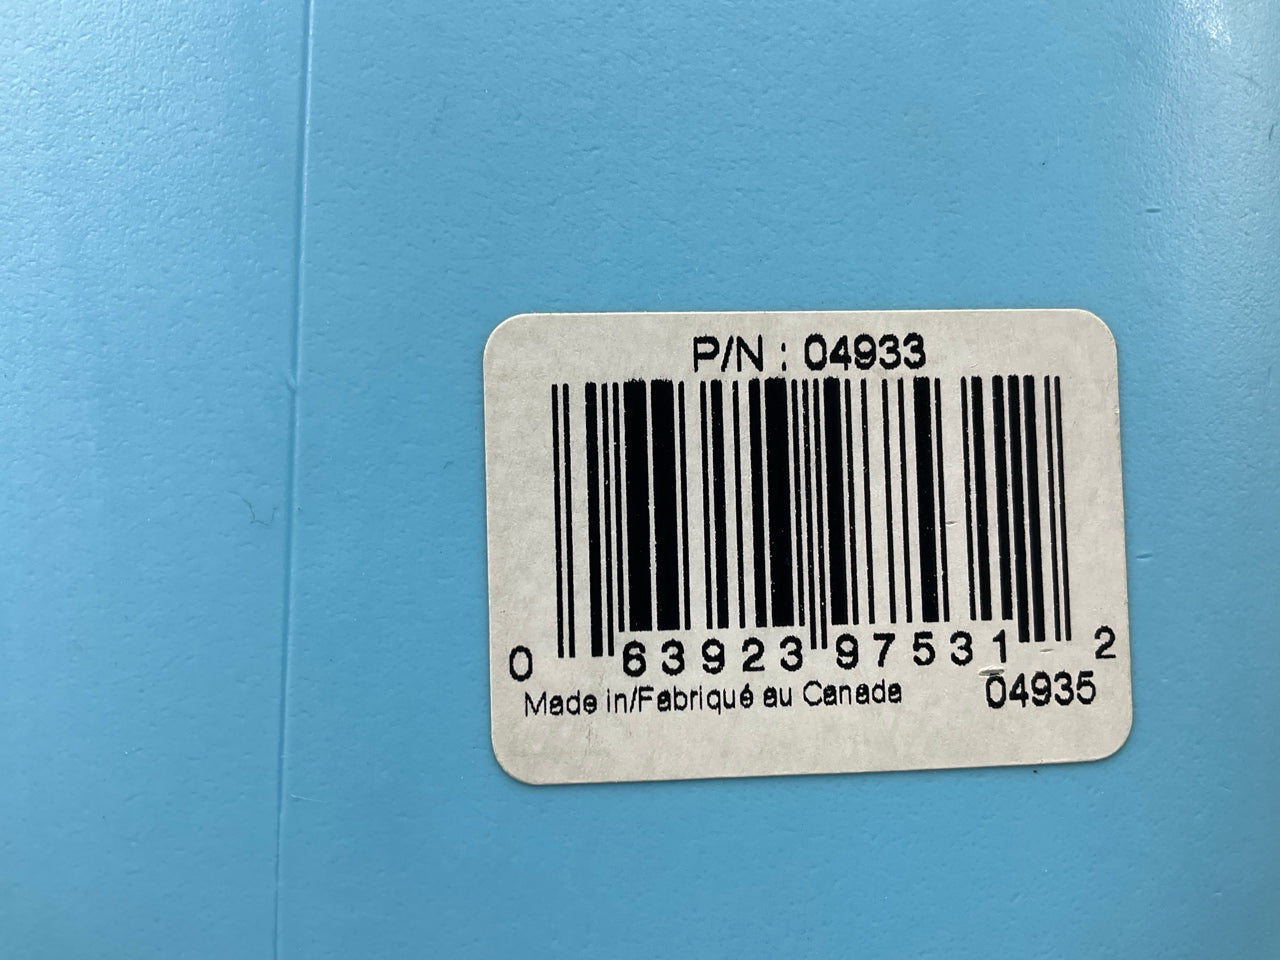 P/N : 04933
0 63923 97531 2
Made in/Fabriqué au Canada 04935